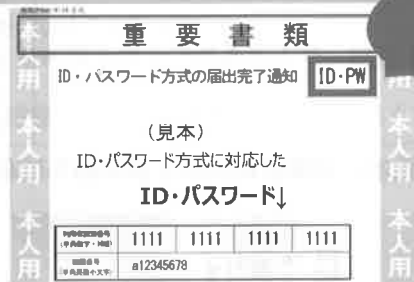 重要書類
ID・パスワード方式の届出完了通知 ID・PW
(見本)
ID・パスワード方式に対応した
ID・パスワード↓
1111 1111 1111 1111
a12345678
本人用
本人用
本人用
本人用
本人用